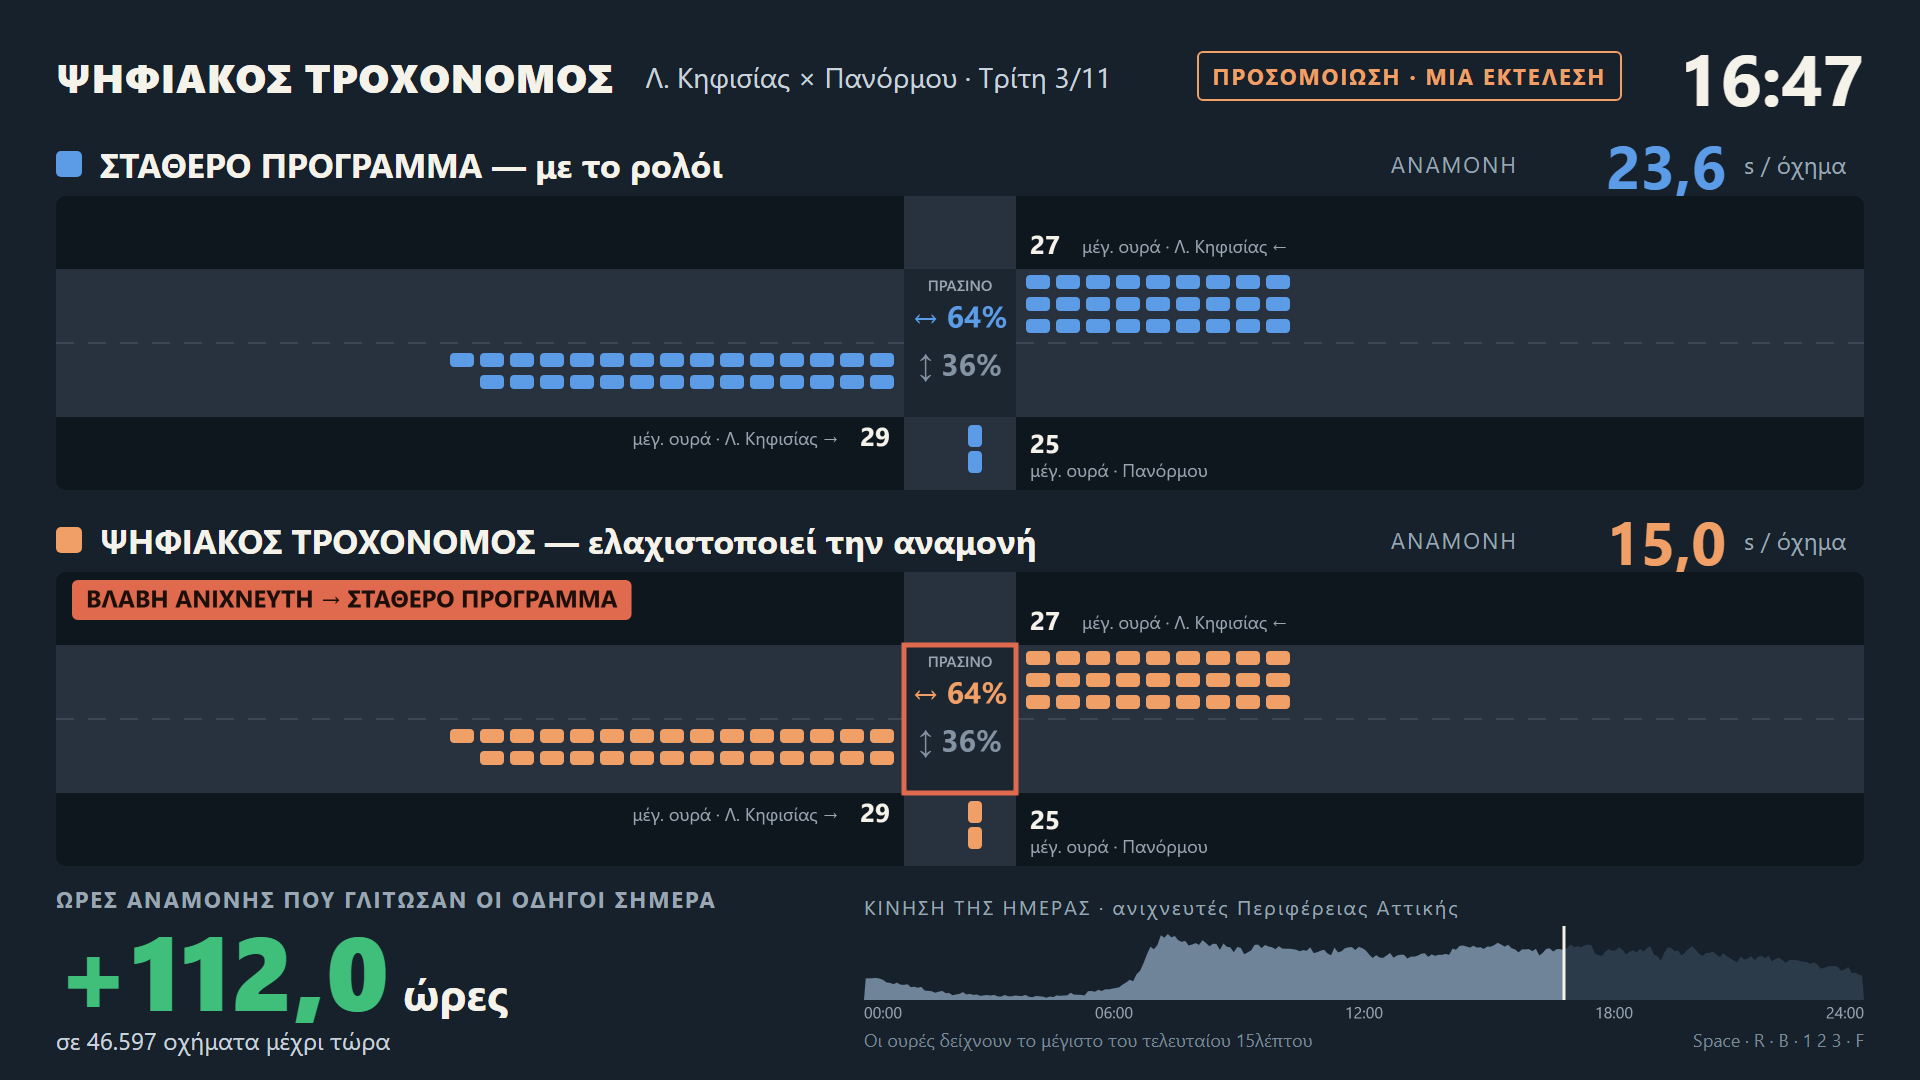 ΨΗΦΙΑΚΟΣ ΤΡΟΧΟΝΟΜΟΣ Λ. Κηφισίας × Πανόρμου · Τρίτη 3/11 ΠΡΟΣΟΜΟΙΩΣΗ · ΜΙΑ ΕΚΤΕΛΕΣΗ 16:47
ΣΤΑΘΕΡΟ ΠΡΟΓΡΑΜΜΑ — με το ρολόι ΑΝΑΜΟΝΗ 23,6 s / όχημα
27 μέγ. ουρά · Λ. Κηφισίας ←
ΠΡΑΣΙΝΟ
↔ 64%
↕ 36%
μέγ. ουρά · Λ. Κηφισίας → 29
25
μέγ. ουρά · Πανόρμου
ΨΗΦΙΑΚΟΣ ΤΡΟΧΟΝΟΜΟΣ — ελαχιστοποιεί την αναμονή ΑΝΑΜΟΝΗ 15,0 s / όχημα
ΒΛΑΒΗ ΑΝΙΧΝΕΥΤΗ → ΣΤΑΘΕΡΟ ΠΡΟΓΡΑΜΜΑ
27 μέγ. ουρά · Λ. Κηφισίας ←
ΠΡΑΣΙΝΟ
↔ 64%
↕ 36%
μέγ. ουρά · Λ. Κηφισίας → 29
25
μέγ. ουρά · Πανόρμου
ΩΡΕΣ ΑΝΑΜΟΝΗΣ ΠΟΥ ΓΛΙΤΩΣΑΝ ΟΙ ΟΔΗΓΟΙ ΣΗΜΕΡΑ
+112,0 ώρες
σε 46.597 οχήματα μέχρι τώρα
ΚΙΝΗΣΗ ΤΗΣ ΗΜΕΡΑΣ · ανιχνευτές Περιφέρειας Αττικής
00:00 06:00 12:00 18:00 24:00
Οι ουρές δείχνουν το μέγιστο του τελευταίου 15λέπτου
Space · R · B · 1 2 3 · F